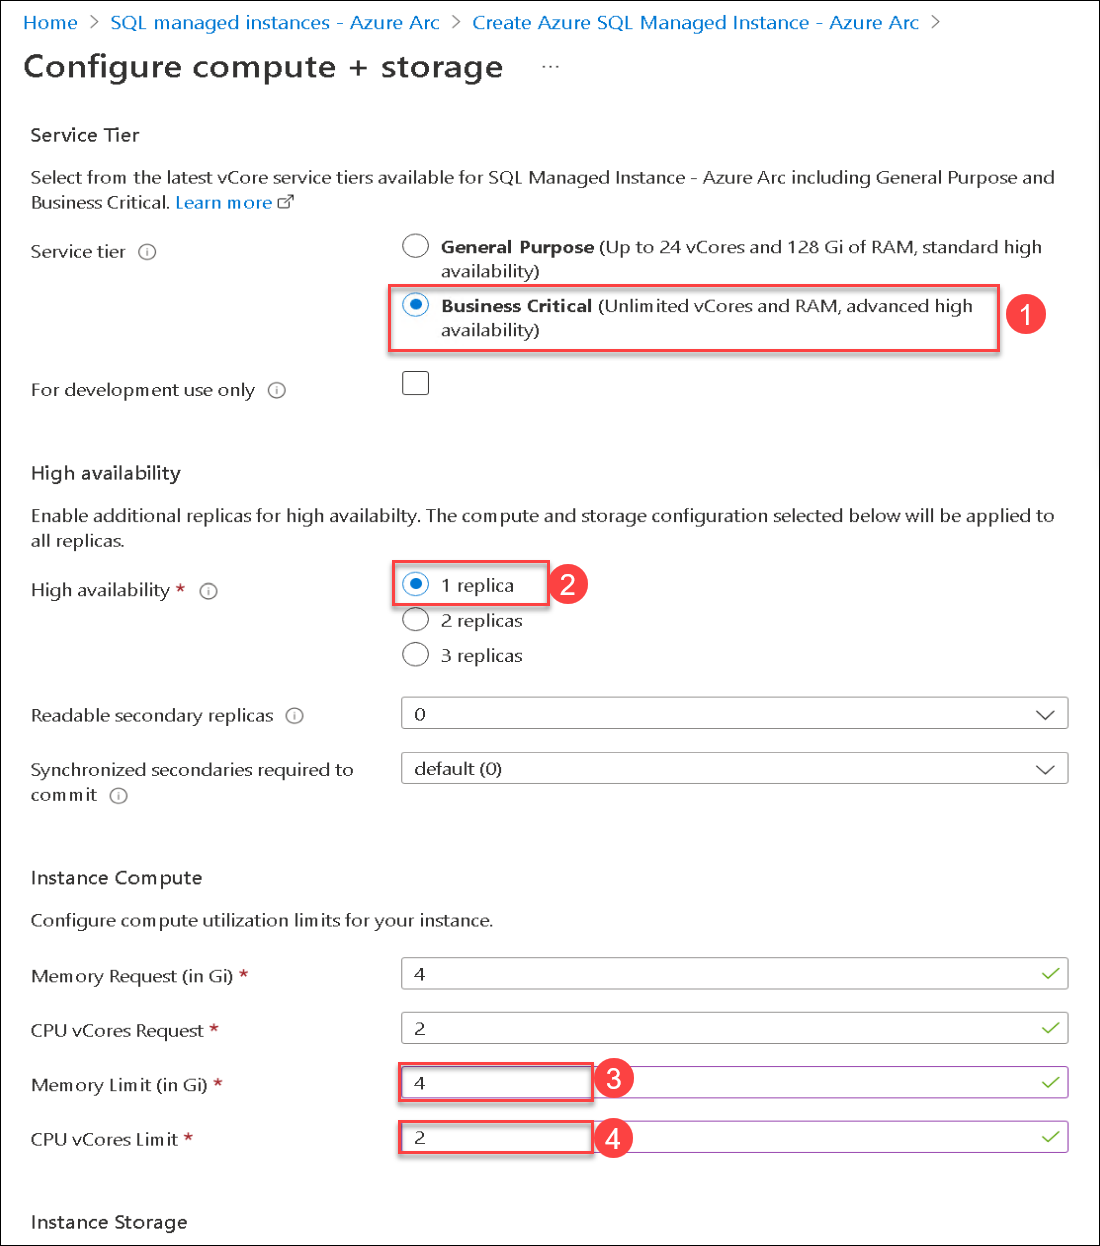 Home > SQL managed instances - Azure Arc > Create Azure SQL Managed Instance - Azure Arc >
Configure compute + storage ...
Service Tier
Select from the latest vCore service tiers available for SQL Managed Instance - Azure Arc including General Purpose and
Business Critical. Learn more
Service tier
General Purpose (Up to 24 vCores and 128 Gi of RAM, standard high
availability)
Business Critical (Unlimited vCores and RAM, advanced high
availability)
1
For development use only
High availability
Enable additional replicas for high availabilty. The compute and storage configuration selected below will be applied to
all replicas.
High availability *
1 replica
2
2 replicas
3 replicas
Readable secondary replicas
0
Synchronized secondaries required to
commit
default (0)
Instance Compute
Configure compute utilization limits for your instance.
Memory Request (in Gi) *
4
CPU vCores Request *
2
Memory Limit (in Gi) *
4
3
CPU vCores Limit *
2
4
Instance Storage